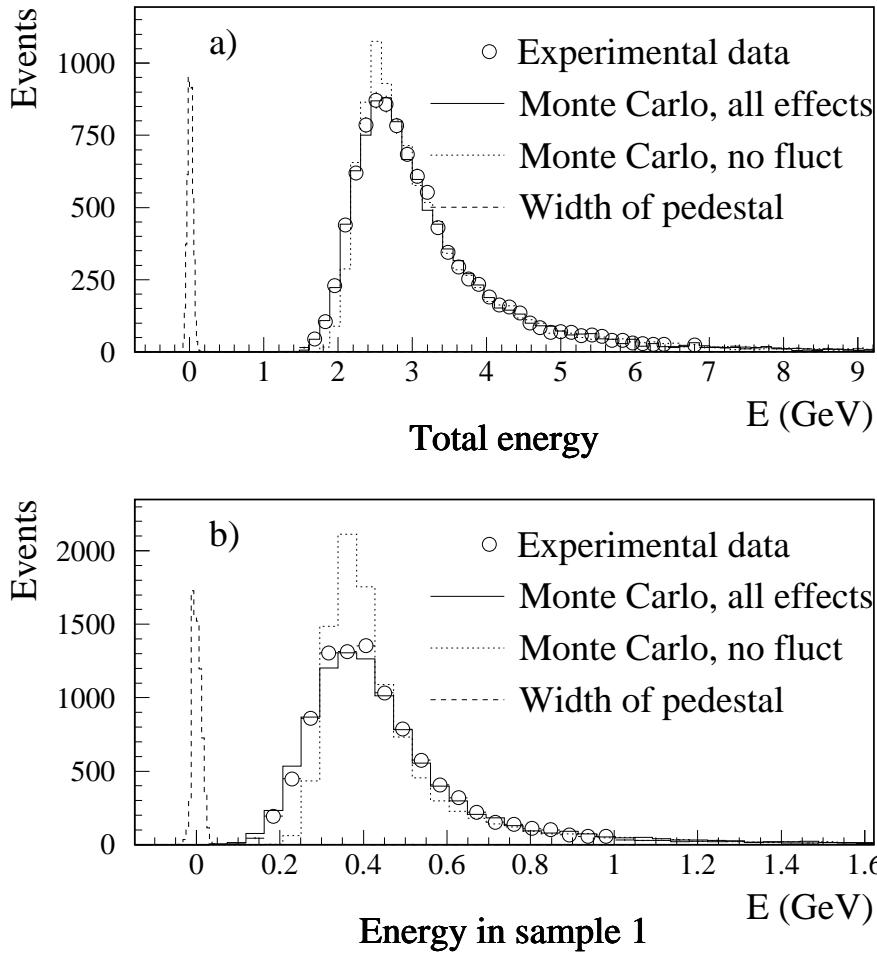 a)
Events
1000
750
500
250
0
Experimental data
Monte Carlo, all effects
Monte Carlo, no fluct
Width of pedestal
0 1 2 3 4 5 6 7 8 9
E (GeV)
Total energy
b)
Events
2000
1500
1000
500
0
Experimental data
Monte Carlo, all effects
Monte Carlo, no fluct
Width of pedestal
0 0.2 0.4 0.6 0.8 1 1.2 1.4 1.6
E (GeV)
Energy in sample 1